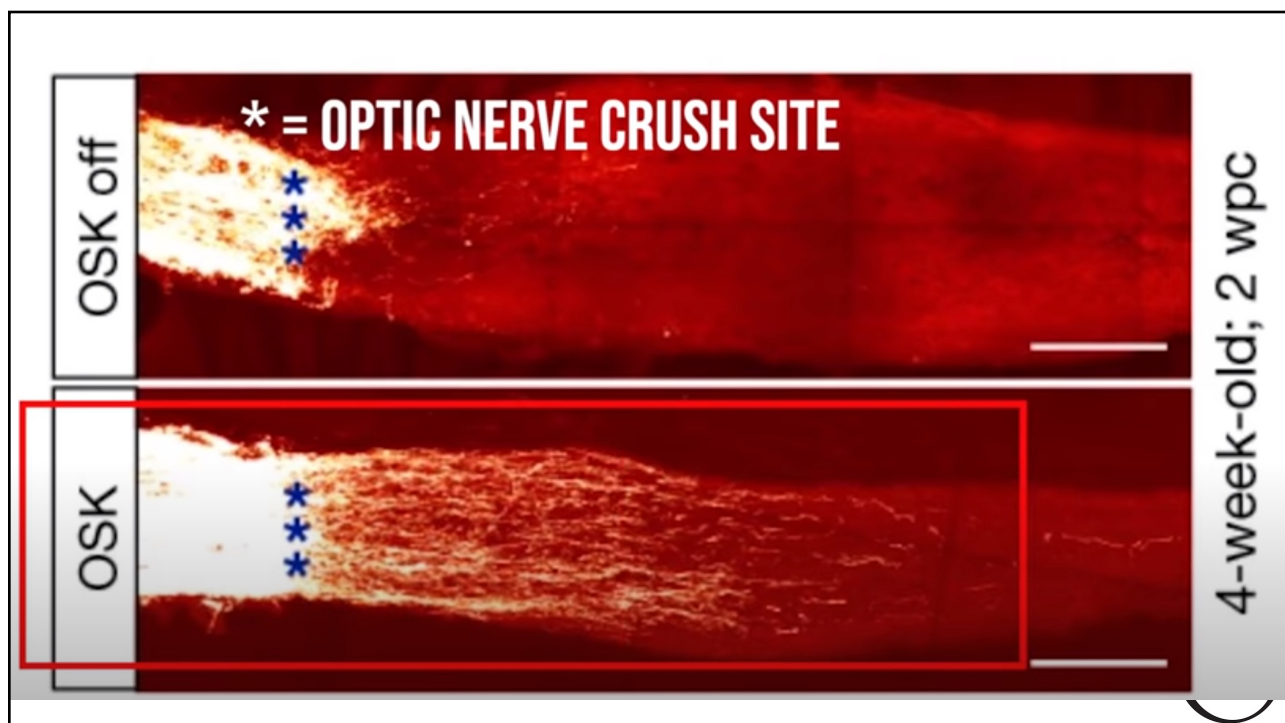 OSK off
* = OPTIC NERVE CRUSH SITE
*
*
*
OSK
*
*
*
4-week-old; 2 wpc